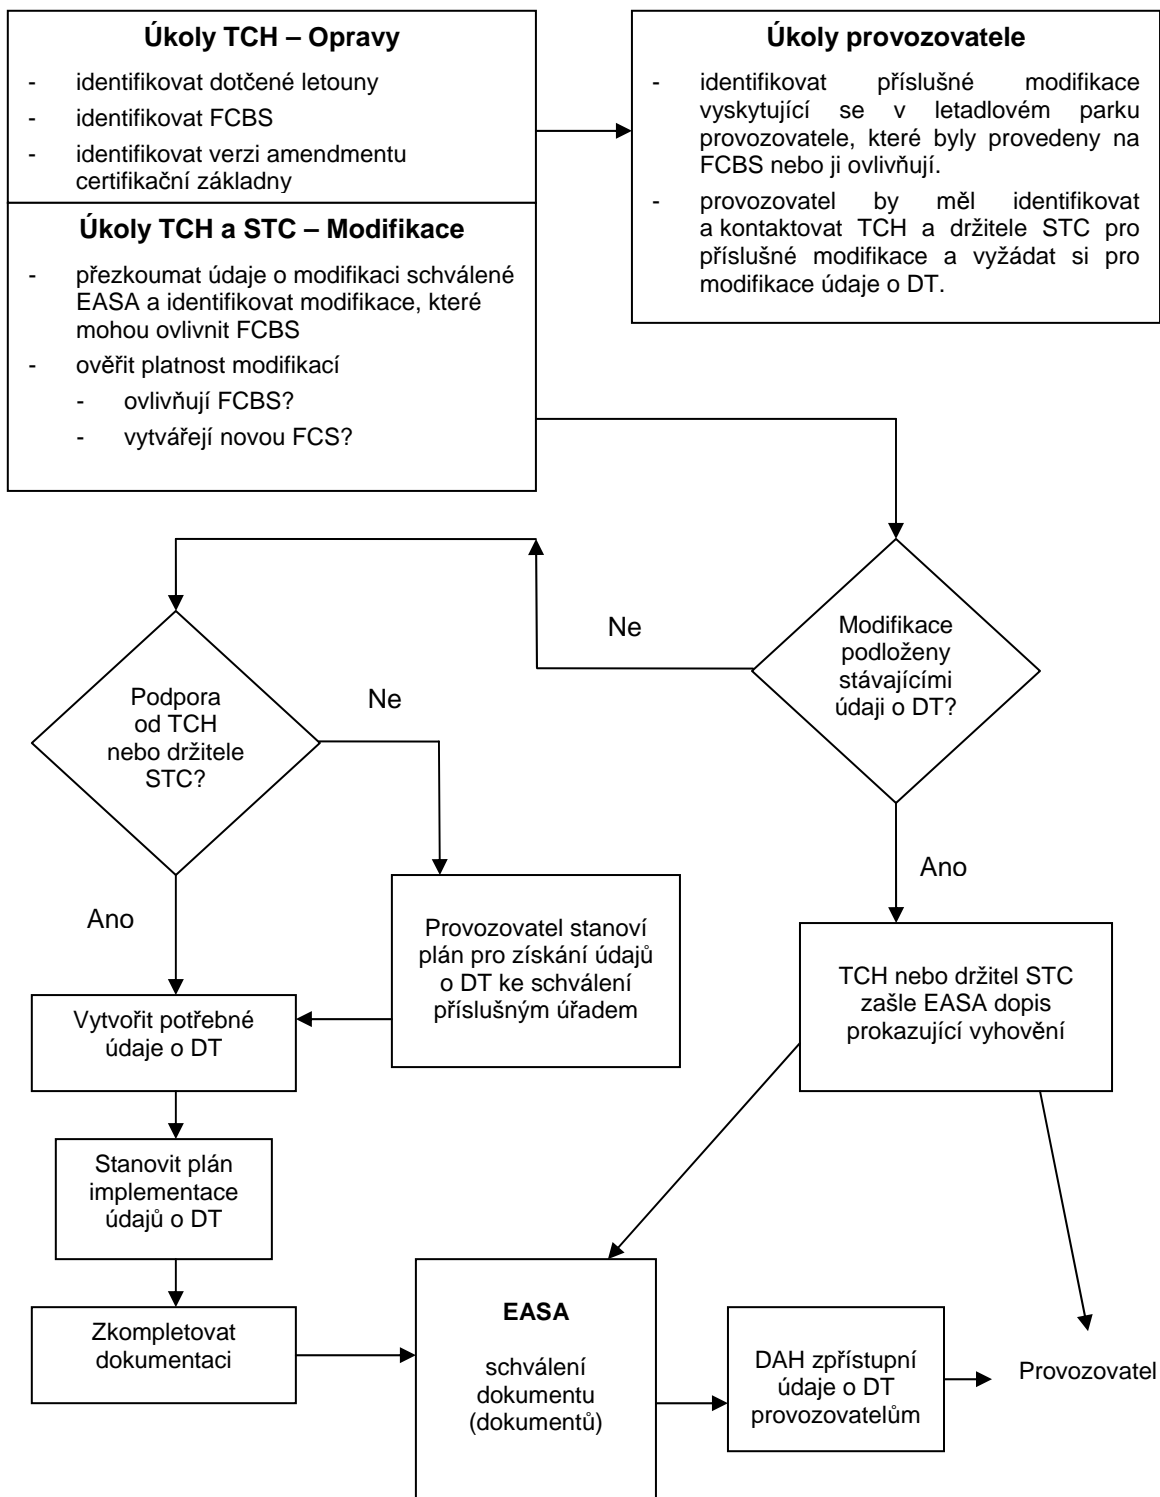 Úkoly TCH – Opravy
- identifikovat dotčené letouny
- identifikovat FCBS
- identifikovat verzi amendmentu
certifikační základny
Úkoly TCH a STC – Modifikace
- přezkoumat údaje o modifikaci schválené
EASA a identifikovat modifikace, které
mohou ovlivnit FCBS
- ověřit platnost modifikací
- ovlivňují FCBS?
- vytvářejí novou FCS?
Úkoly provozovatele
- identifikovat příslušné modifikace
vyskytující se v letadlovém parku
provozovatele, které byly provedeny na
FCBS nebo ji ovlivňují.
- provozovatel by měl identifikovat
a kontaktovat TCH a držitele STC pro
příslušné modifikace a vyžádat si pro
modifikace údaje o DT.
Modifikace
podloženy
stávajícími
údaji o DT?
Ne
Podpora
od TCH
nebo držitele
STC?
Ne
Ano
Ano
Provozovatel stanoví
plán pro získání údajů
o DT ke schválení
příslušným úřadem
TCH nebo držitel STC
zašle EASA dopis
prokazující vyhovění
Vytvořit potřebné
údaje o DT
Stanovit plán
implementace
údajů o DT
Zkompletovat
dokumentaci
EASA
schválení
dokumentu
(dokumentů)
DAH zpřístupní
údaje o DT
provozovatelům
Provozovatel